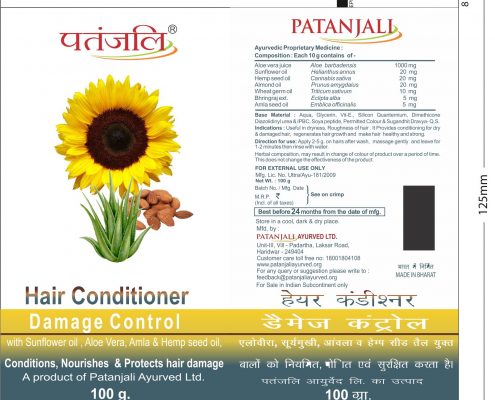 पतंजलि®
Hair Conditioner
Damage Control
with Sunflower oil , Aloe Vera, Amla & Hemp seed oil,
Conditions, Nourishes & Protects hair damage
A product of Patanjali Ayurved Ltd.
100 g.
PATANJALI®
Ayurvedic Proprietary Medicine :
Composition : Each 10 g contains of -
Aloe vera juice Aloe barbadensis 1000 mg
Sunflower oil Helianthus annus 20 mg
Hemp seed oil Cannabis sativa 20 mg
Almond oil Prunus amygdalus 20 mg
Wheat germ oil Triticum sativum 10 mg
Bhringraj ext. Eclipta alba 5 mg
Amla seed oil Emblica officinalis 5 mg
Base Material : Aqua, Glycerin, Vit-E., Silicon Quanternium, Dimethicone
Diazolidinyl urea & IPBC, Soya peptide, Permitted Colour & Sugandhit Dravya- Q.S.
Indications : Useful in dryness, Roughness of hair . It Provides conditioning for dry
& damaged hair, regenerates hair growth and make hair healthy and strong.
Direction for use: Apply 2-5 g. on hairs after wash, massage gently and leave for
1-2 minutes then rinse with water.
Herbal composition, may result in change of colour of product over a period of time.
This does not change the effectiveness of the product.
FOR EXTERNAL USE ONLY
Mfg. Lic. No. Uttra/Ayu-161/2009
Net Wt. : 100 g
Batch No. / Mfg. Date
M.R.P. ₹
(Incl. of all taxes)
See on crimp
Best before 24 months from the date of mfg.
Store in a cool, dark & dry place.
Mfd. by :
PATANJALI AYURVED LTD.
Unit-III, Vill - Padartha, Laksar Road,
Haridwar - 249404
Customer care toll free no: 18001804108
www.patanjaliayurved.org
For any query or suggestion please write to :
feedback@patanjaliayurved.org
For Sale in Indian Subcontinent only
भारत में निर्मित
MADE IN BHARAT
हेयर कंडीश्नर
डैमेज कंट्रोल
एलोवीरा, सूर्यमुखी, आंवला व हेम्प सीड तैल युक्त
बालों को नियमित, पोषित एवं सुरक्षित करता है।
पतंजलि आयुर्वेद लि. का उत्पाद
100 ग्रा.
125mm
8